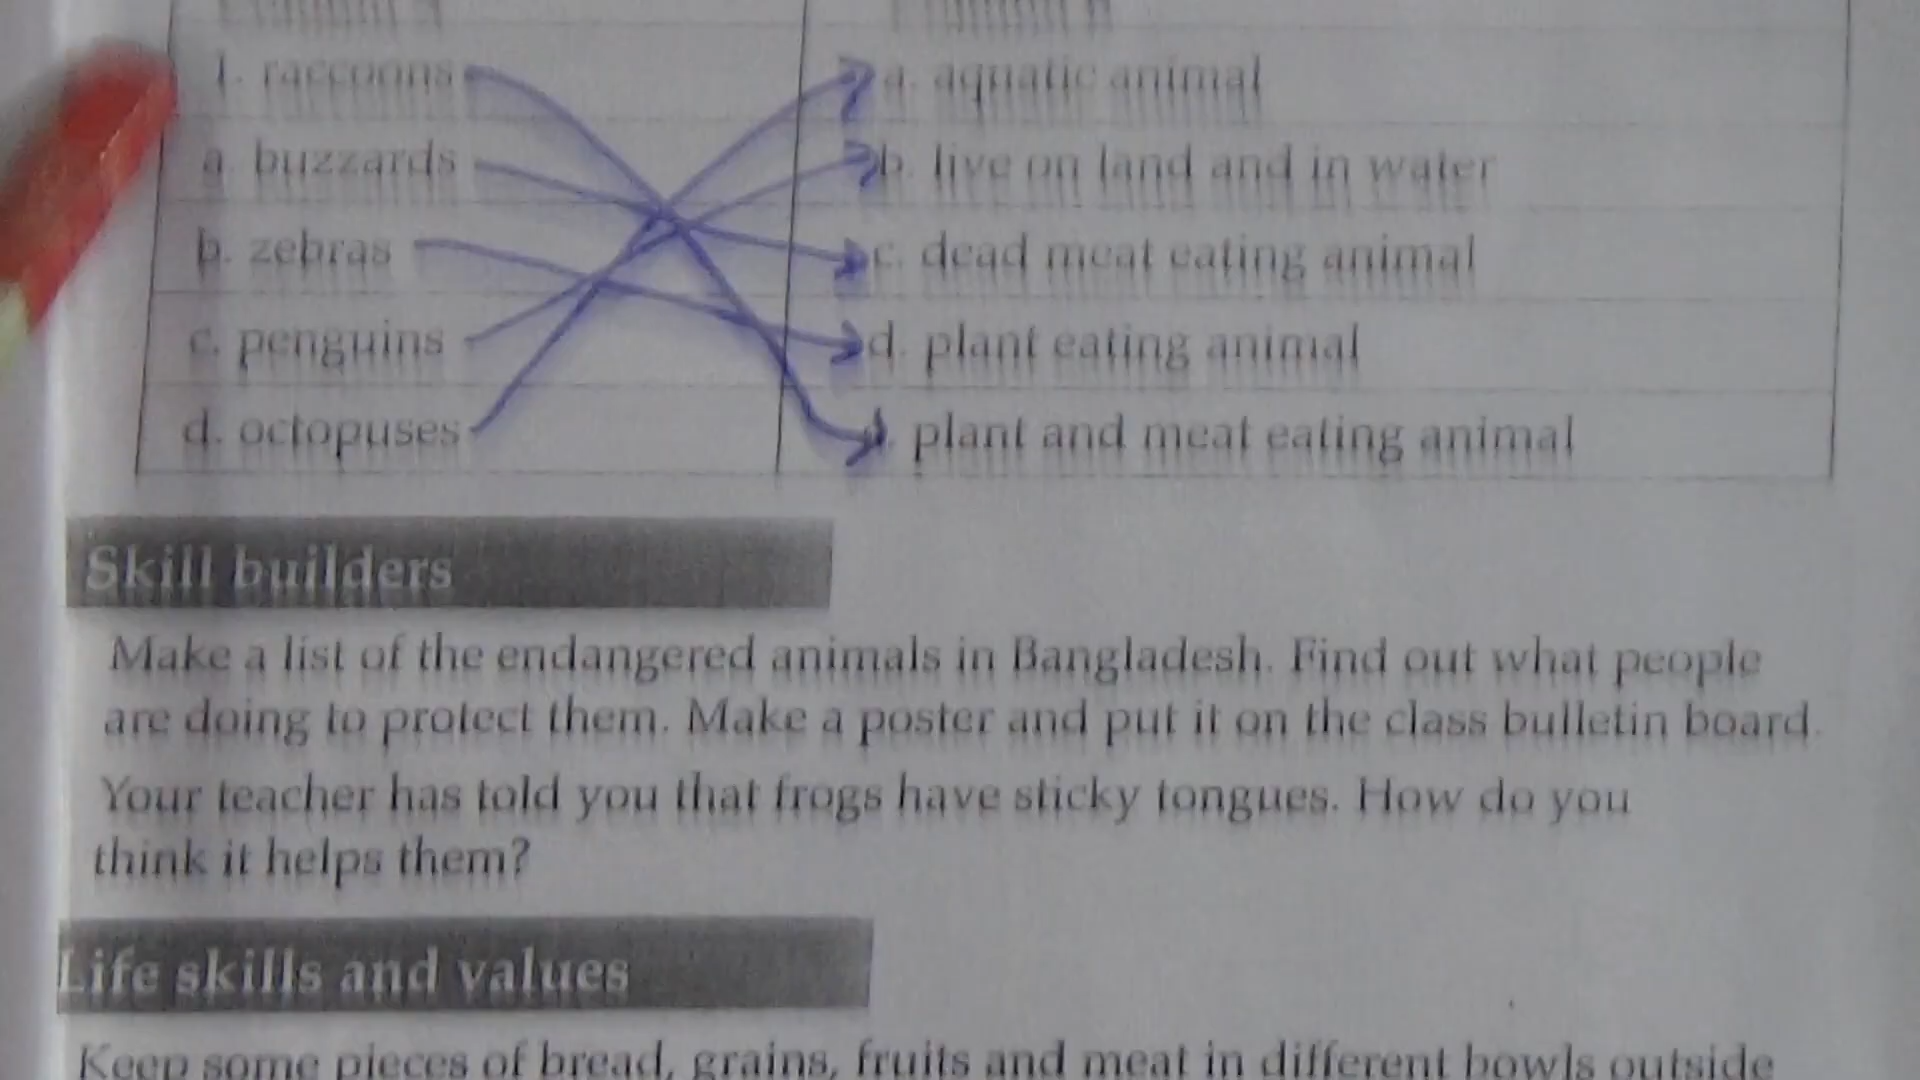 1. raccoons
a. aquatic animal
a. buzzards
b. live on land and in water
b. zebras
c. dead meat eating animal
c. penguins
d. plant eating animal
d. octopuses
plant and meat eating animal
Skill builders
Make a list of the endangered animals in Bangladesh. Find out what people
are doing to protect them. Make a poster and put it on the class bulletin board.
Your teacher has told you that frogs have sticky tongues. How do you
think it helps them?
Life skills and values
Keep some pieces of bread, grains, fruits and meat in different bowls outside